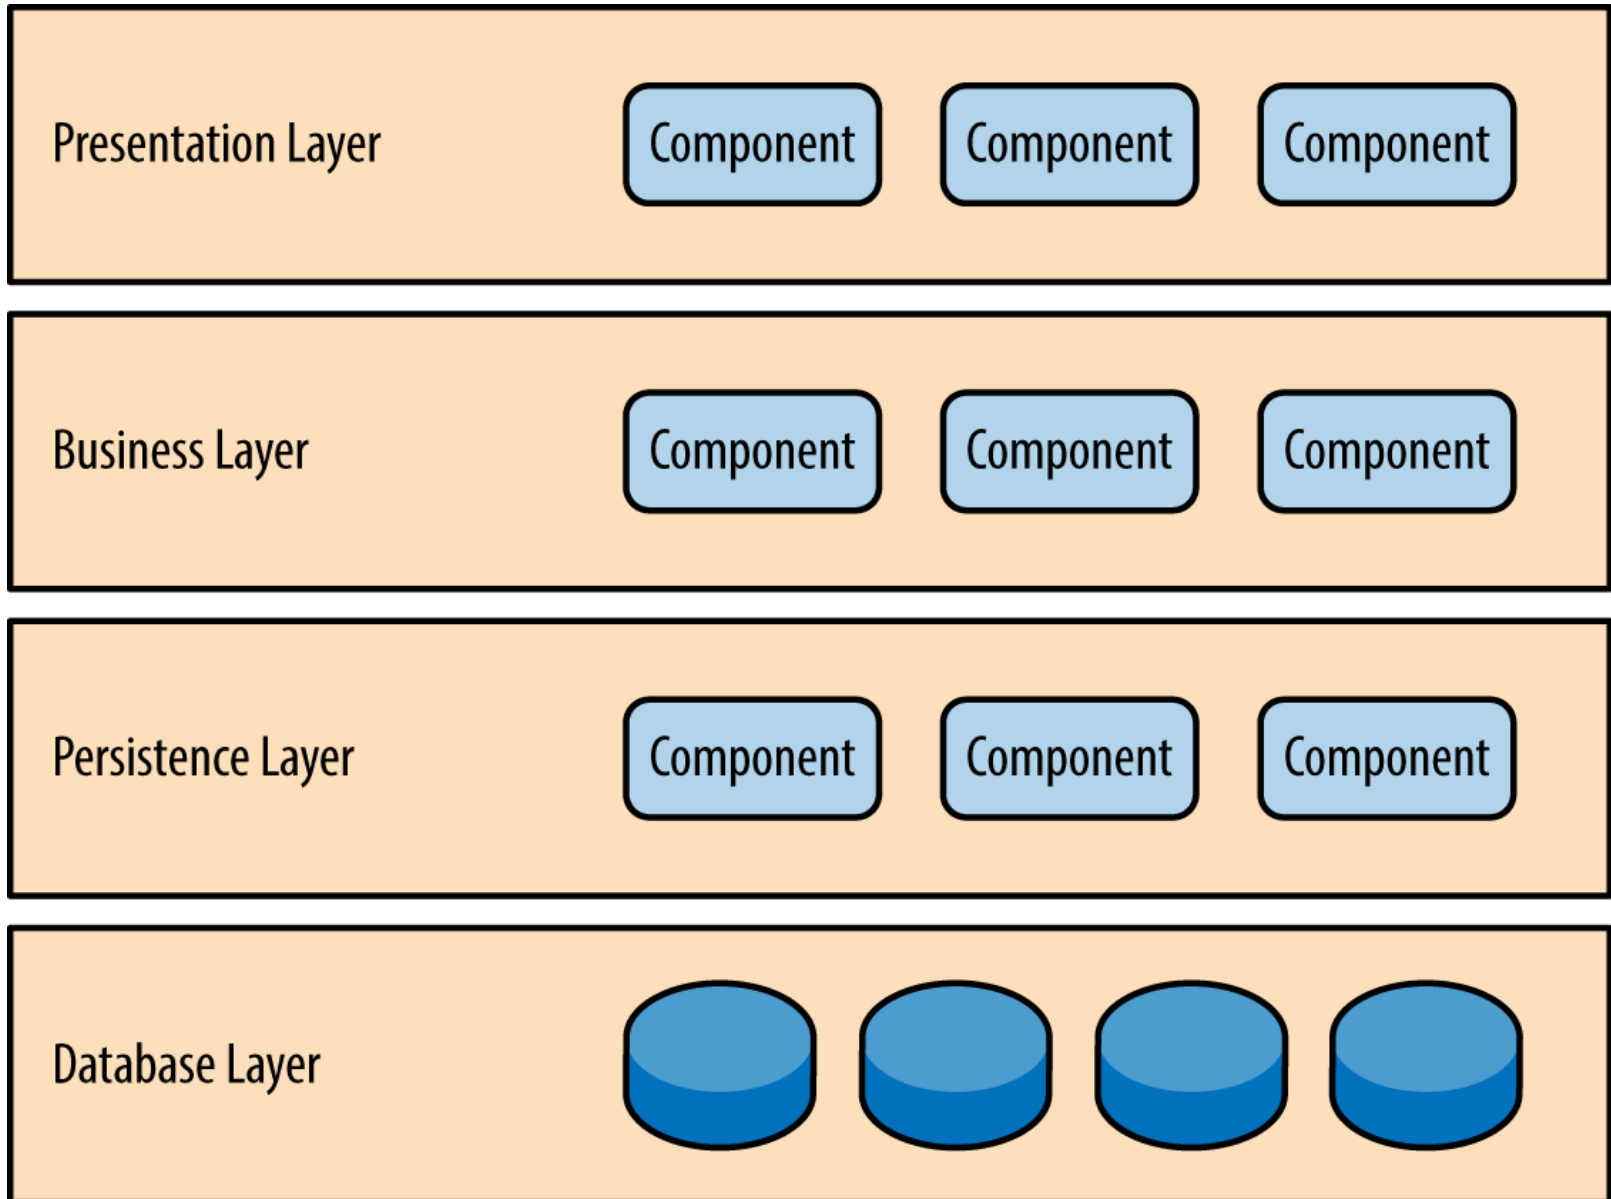 Presentation Layer
Component Component Component
Business Layer
Component Component Component
Persistence Layer
Component Component Component
Database Layer